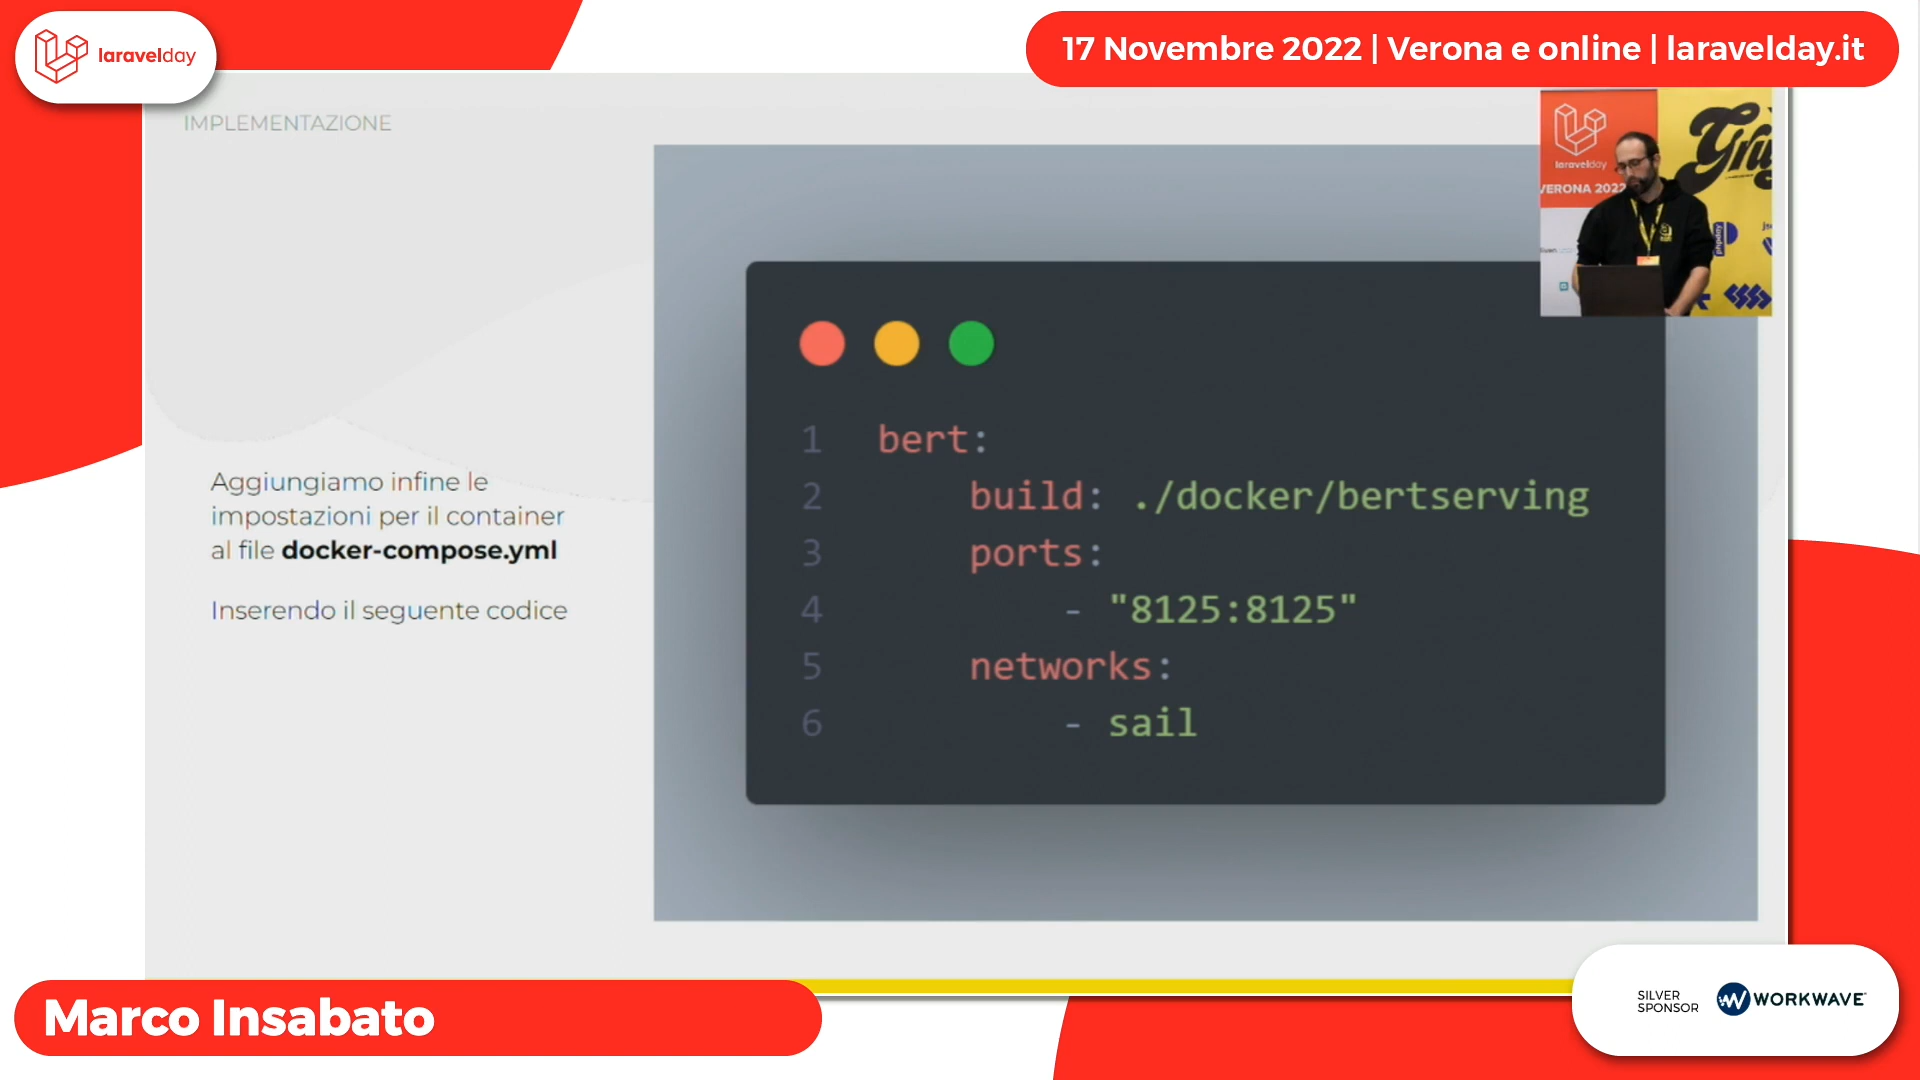 laravelday
17 Novembre 2022 | Verona e online | laravelday.it
IMPLEMENTAZIONE
laravelday
VERONA 2022
Aggiungiamo infine le
impostazioni per il container
al file docker-compose.yml
Inserendo il seguente codice
1 bert:
2 build: ./docker/bertserving
3 ports:
4 - "8125:8125"
5 networks:
6 - sail
Marco Insabato
SILVER
SPONSOR
WORKWAVE